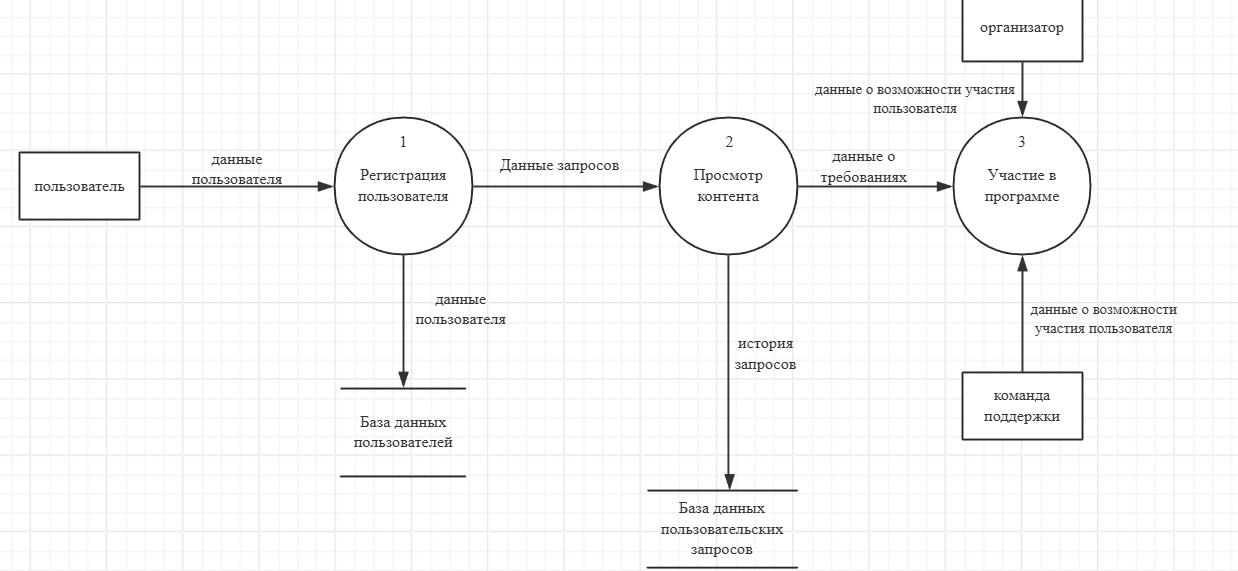 организатор
данные о возможности участия
пользователя
пользователь
данные
пользователя
1
Регистрация
пользователя
Данные запросов
2
Просмотр
контента
данные о
требованиях
3
Участие в
программе
данные
пользователя
история
запросов
данные о возможности
участия пользователя
База данных
пользователей
команда
поддержки
База данных
пользовательских
запросов